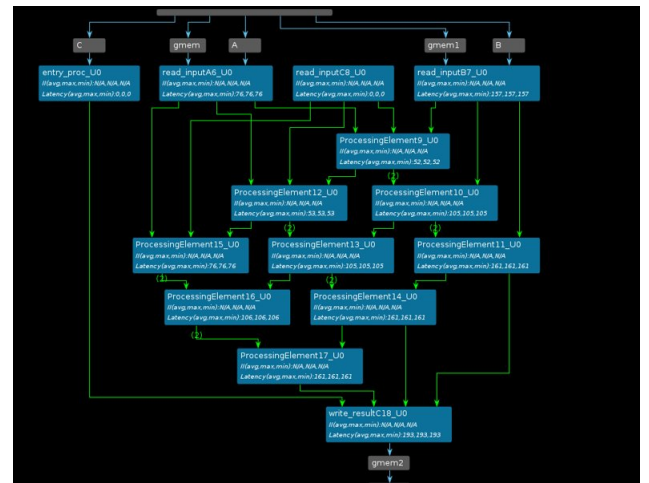 C
gmem
A
gmem1
B
entry_proc_U0
II(avg,max,min):N/A,N/A,N/A
Latency(avg,max,min):0,0,0
read_inputA6_U0
II(avg,max,min):N/A,N/A,N/A
Latency(avg,max,min):76,76,76
read_inputC8_U0
II(avg,max,min):N/A,N/A,N/A
Latency(avg,max,min):0,0,0
read_inputB7_U0
II(avg,max,min):N/A,N/A,N/A
Latency(avg,max,min):157,157,157
ProcessingElement9_U0
II(avg,max,min):N/A,N/A,N/A
Latency(avg,max,min):52,52,52
(2)
ProcessingElement12_U0
II(avg,max,min):N/A,N/A,N/A
Latency(avg,max,min):53,53,53
(2)
ProcessingElement10_U0
II(avg,max,min):N/A,N/A,N/A
Latency(avg,max,min):105,105,105
(2)
ProcessingElement15_U0
II(avg,max,min):N/A,N/A,N/A
Latency(avg,max,min):76,76,76
(2)
ProcessingElement13_U0
II(avg,max,min):N/A,N/A,N/A
Latency(avg,max,min):105,105,105
(2)
ProcessingElement11_U0
II(avg,max,min):N/A,N/A,N/A
Latency(avg,max,min):161,161,161
ProcessingElement16_U0
II(avg,max,min):N/A,N/A,N/A
Latency(avg,max,min):106,106,106
(2)
ProcessingElement14_U0
II(avg,max,min):N/A,N/A,N/A
Latency(avg,max,min):161,161,161
ProcessingElement17_U0
II(avg,max,min):N/A,N/A,N/A
Latency(avg,max,min):161,161,161
write_resultC18_U0
II(avg,max,min):N/A,N/A,N/A
Latency(avg,max,min):193,193,193
gmem2